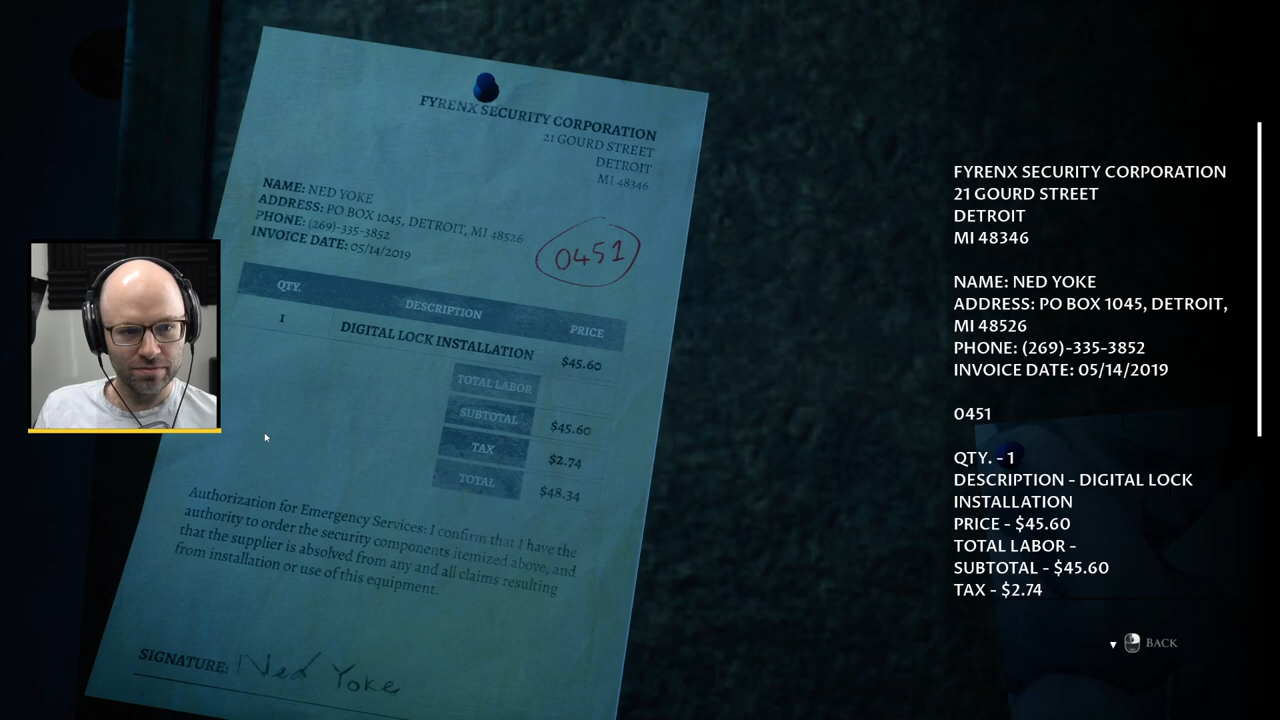 FYRENX SECURITY CORPORATION
21 GOURD STREET
DETROIT
MI 48346
NAME: NED YOKE
ADDRESS: PO BOX 1045, DETROIT, MI 48526
PHONE: (269)-335-3852
INVOICE DATE: 05/14/2019
0451
QTY. DESCRIPTION PRICE
1 DIGITAL LOCK INSTALLATION $45.60
TOTAL LABOR
SUBTOTAL $45.60
TAX $2.74
TOTAL $48.34
Authorization for Emergency Services: I confirm that I have the
authority to order the security components itemized above, and
that the supplier is absolved from any and all claims resulting
from installation or use of this equipment.
SIGNATURE: Ned Yoke
FYRENX SECURITY CORPORATION
21 GOURD STREET
DETROIT
MI 48346
NAME: NED YOKE
ADDRESS: PO BOX 1045, DETROIT,
MI 48526
PHONE: (269)-335-3852
INVOICE DATE: 05/14/2019
0451
QTY. - 1
DESCRIPTION - DIGITAL LOCK
INSTALLATION
PRICE - $45.60
TOTAL LABOR -
SUBTOTAL - $45.60
TAX - $2.74
BACK